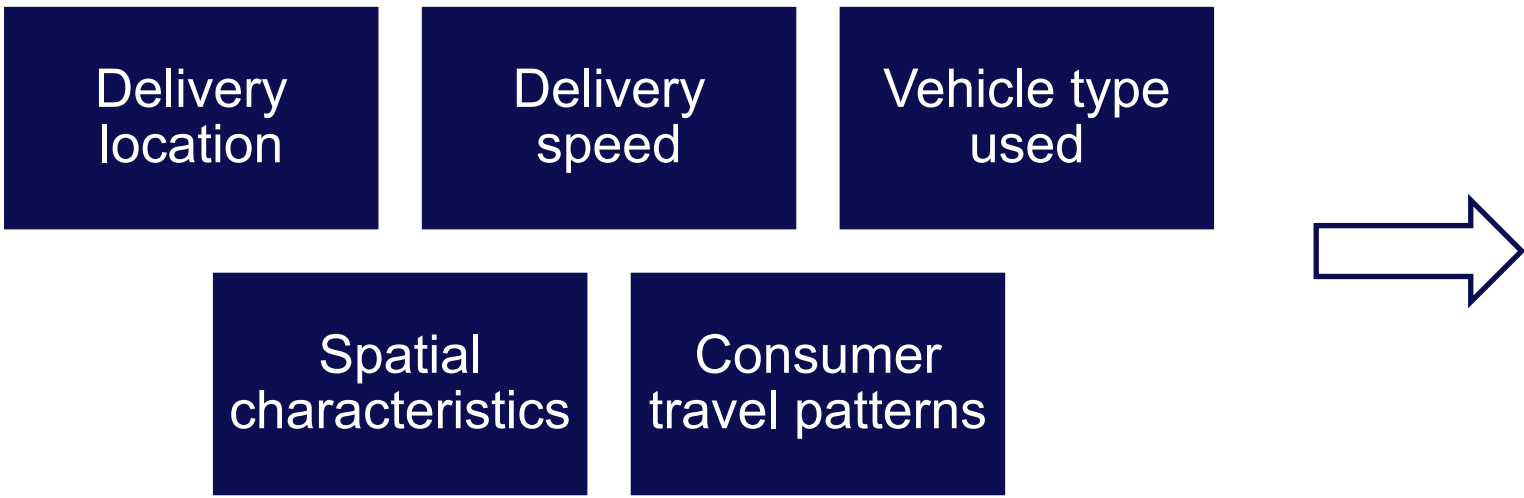 Delivery
location
Delivery
speed
Vehicle type
used
Spatial
characteristics
Consumer
travel patterns